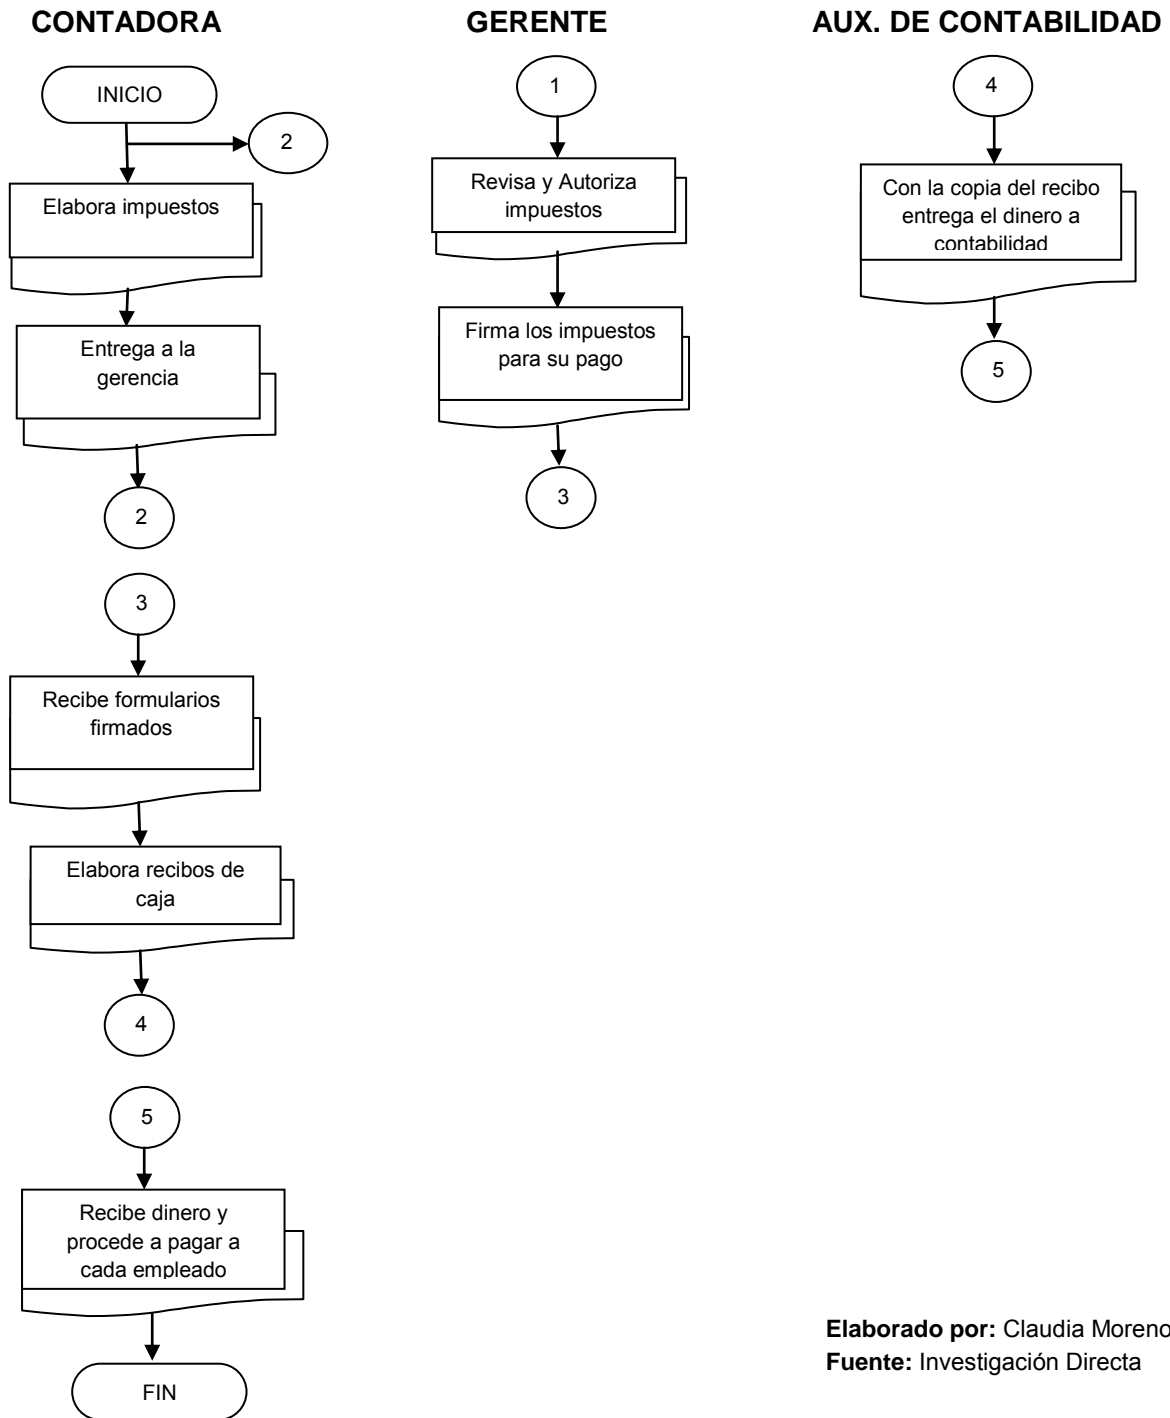 CONTADORA
GERENTE
AUX. DE CONTABILIDAD
INICIO
2
Elabora impuestos
Entrega a la
gerencia
2
3
Recibe formularios
firmados
Elabora recibos de
caja
4
5
Recibe dinero y
procede a pagar a
cada empleado
FIN
1
Revisa y Autoriza
impuestos
Firma los impuestos
para su pago
3
4
Con la copia del recibo
entrega el dinero a
contabilidad
5
Elaborado por: Claudia Moreno
Fuente: Investigación Directa